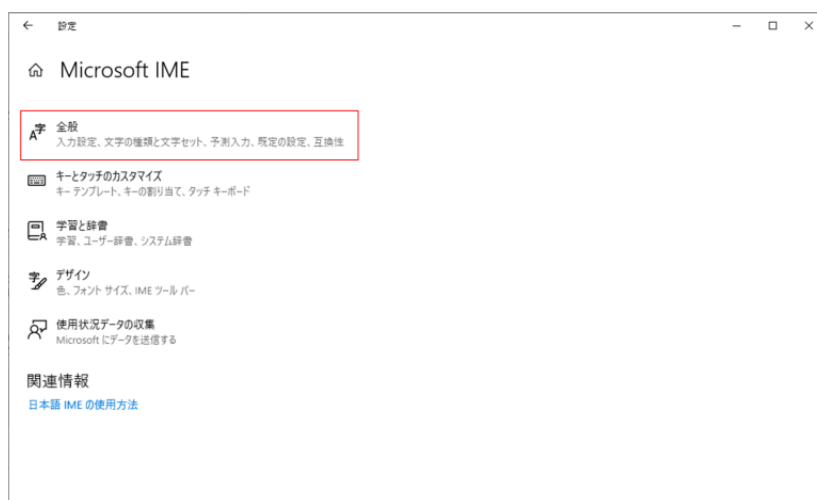 設定
Microsoft IME
全般
入力設定、文字の種類と文字セット、予測入力、既定の設定、互換性
キーとタッチのカスタマイズ
キー テンプレート、キーの割り当て、タッチ キーボード
学習と辞書
学習、ユーザー辞書、システム辞書
デザイン
色、フォント サイズ、IME ツール バー
使用状況データの収集
Microsoft にデータを送信する
関連情報
日本語 IME の使用方法